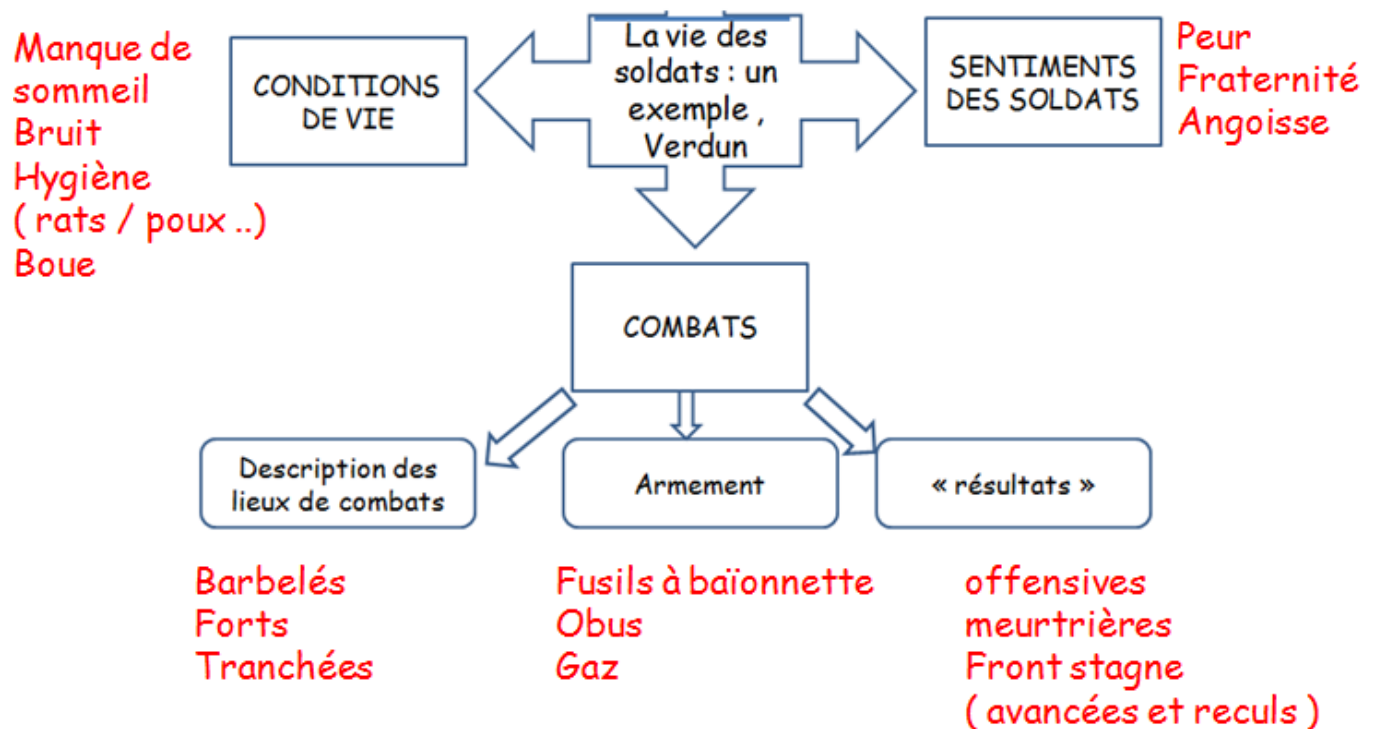 Manque de
sommeil
Bruit
Hygiène
( rats / poux ..)
Boue
CONDITIONS
DE VIE
La vie des
soldats : un
exemple ,
Verdun
SENTIMENTS
DES SOLDATS
Peur
Fraternité
Angoisse
COMBATS
Description des
lieux de combats
Armement
« résultats »
Barbelés
Forts
Tranchées
Fusils à baïonnette
Obus
Gaz
offensives
meurtrières
Front stagne
( avancées et reculs )